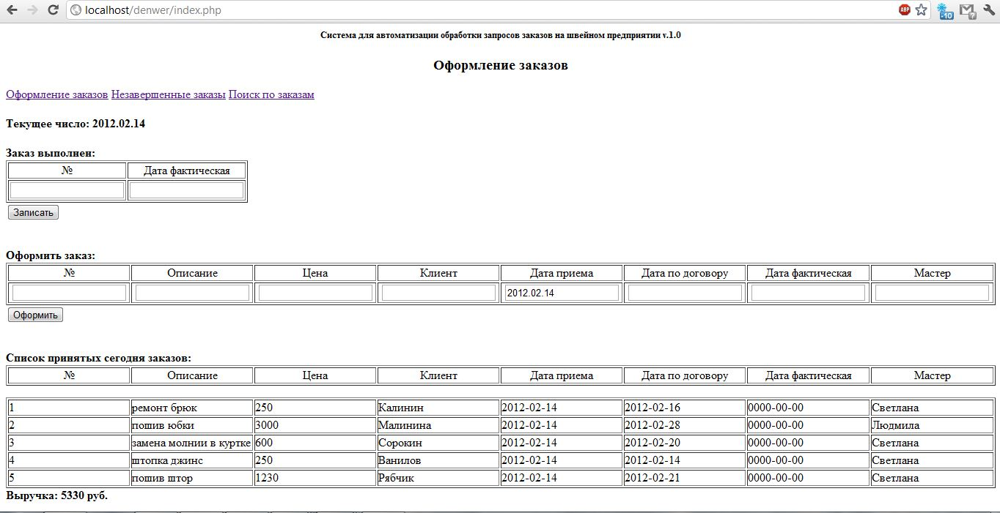 localhost/denwer/index.php
ABP
-10
?
Система для автоматизации обработки запросов заказов на швейном предприятии v.1.0
Оформление заказов
Оформление заказов Незавершенные заказы Поиск по заказам
Текущее число: 2012.02.14
Заказ выполнен:
№ Дата фактическая
Записать
Оформить заказ:
№ Описание Цена Клиент Дата приема Дата по договору Дата фактическая Мастер
2012.02.14
Оформить
Список принятых сегодня заказов:
№ Описание Цена Клиент Дата приема Дата по договору Дата фактическая Мастер
1 ремонт брюк 250 Калинин 2012-02-14 2012-02-16 0000-00-00 Светлана
2 пошив юбки 3000 Малинина 2012-02-14 2012-02-28 0000-00-00 Людмила
3 замена молнии в куртке 600 Сорокин 2012-02-14 2012-02-20 0000-00-00 Светлана
4 штопка джинс 250 Ванилов 2012-02-14 2012-02-14 0000-00-00 Светлана
5 пошив штор 1230 Рябчик 2012-02-14 2012-02-21 0000-00-00 Светлана
Выручка: 5330 руб.